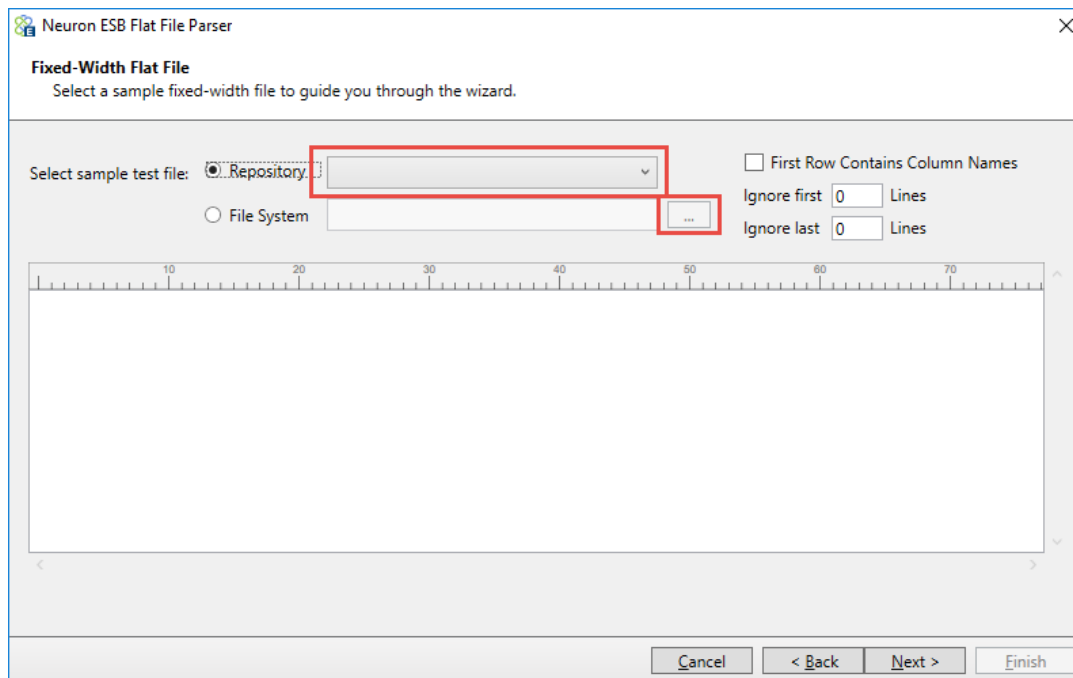 Neuron ESB Flat File Parser
Fixed-Width Flat File
Select a sample fixed-width file to guide you through the wizard.
Select sample test file: Repository
First Row Contains Column Names
Ignore first 0 Lines
File System ...
Ignore last 0 Lines
10 20 30 40 50 60 70
Cancel < Back Next > Finish